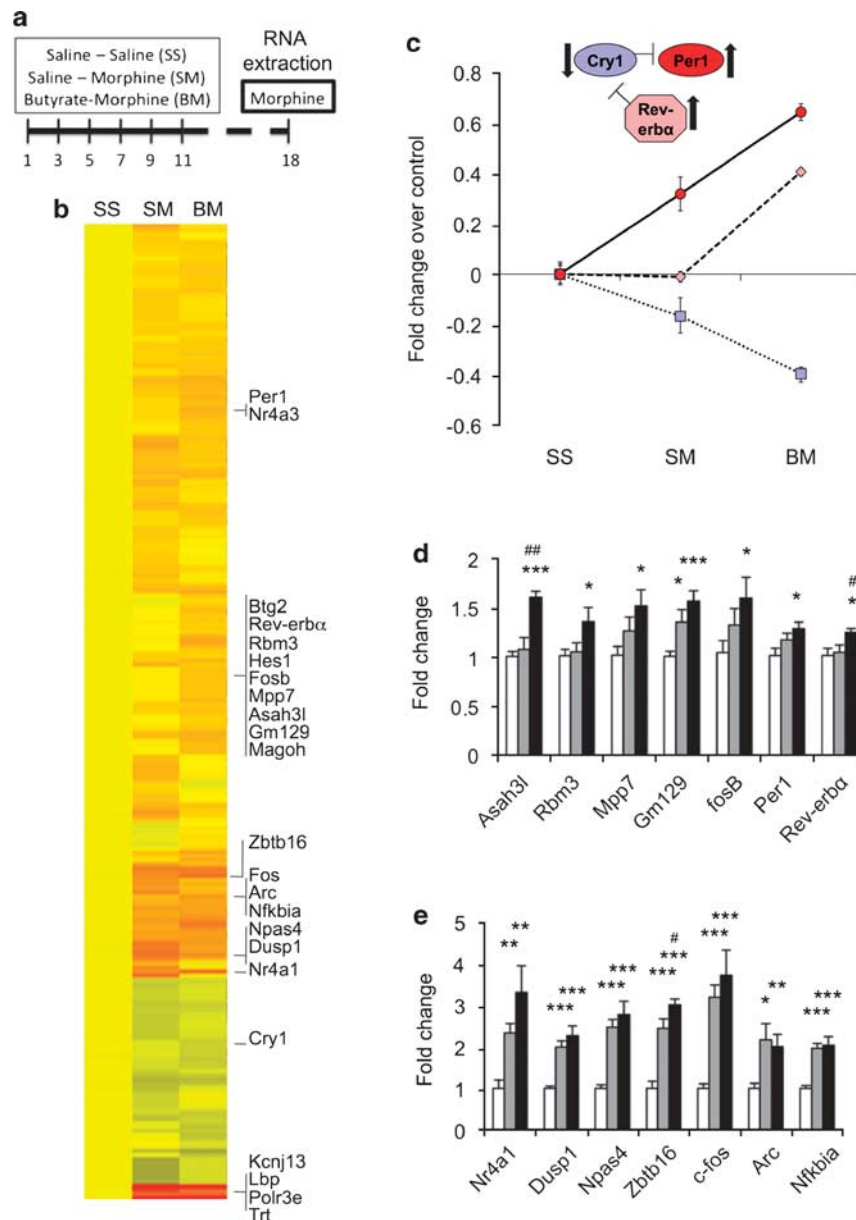 a
Saline – Saline (SS)
Saline – Morphine (SM)
Butyrate-Morphine (BM)
RNA
extraction
Morphine
1 3 5 7 9 11 18
b
SS SM BM
Per1
Nr4a3
Btg2
Rev-erbα
Rbm3
Hes1
Fosb
Mpp7
Asah3l
Gm129
Magoh
Zbtb16
Fos
Arc
Nfkbia
Npas4
Dusp1
Nr4a1
Cry1
Kcnj13
Lbp
Polr3e
Trt
c
Cry1 Per1
Rev-
erbα
Fold change over control
0.8
0.6
0.4
0.2
0
-0.2
-0.4
-0.6
SS SM BM
d
Fold change
2
1.5
1
0.5
0
## #
*** * * * *** * * *
Asah3l Rbm3 Mpp7 Gm129 fosB Per1 Rev-erbα
e
Fold change
5
4
3
2
1
0
** ** *** *** *** *** # *** *** *** *** * ** *** ***
Nr4a1 Dusp1 Npas4 Zbtb16 c-fos Arc Nfkbia